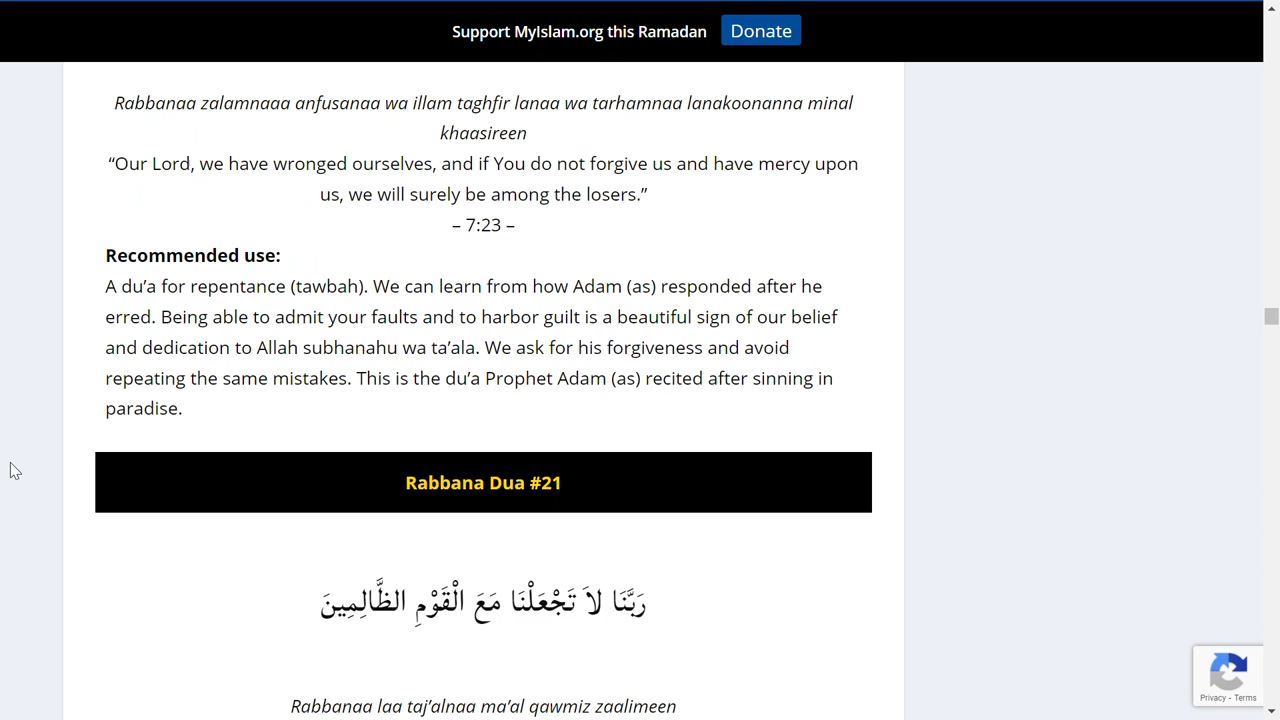 Support MyIslam.org this Ramadan Donate
Rabbanaa zalamnaaa anfusanaa wa illam taghfir lanaa wa tarhamnaa lanakoonanna minal
khaasireen
“Our Lord, we have wronged ourselves, and if You do not forgive us and have mercy upon
us, we will surely be among the losers.”
– 7:23 –
Recommended use:
A du’a for repentance (tawbah). We can learn from how Adam (as) responded after he
erred. Being able to admit your faults and to harbor guilt is a beautiful sign of our belief
and dedication to Allah subhanahu wa ta’ala. We ask for his forgiveness and avoid
repeating the same mistakes. This is the du’a Prophet Adam (as) recited after sinning in
paradise.
Rabbana Dua #21
رَبَّنَا لاَ تَجْعَلْنَا مَعَ الْقَوْمِ الظَّالِمِينَ
Rabbanaa laa taj’alnaa ma’al qawmiz zaalimeen
Privacy - Terms